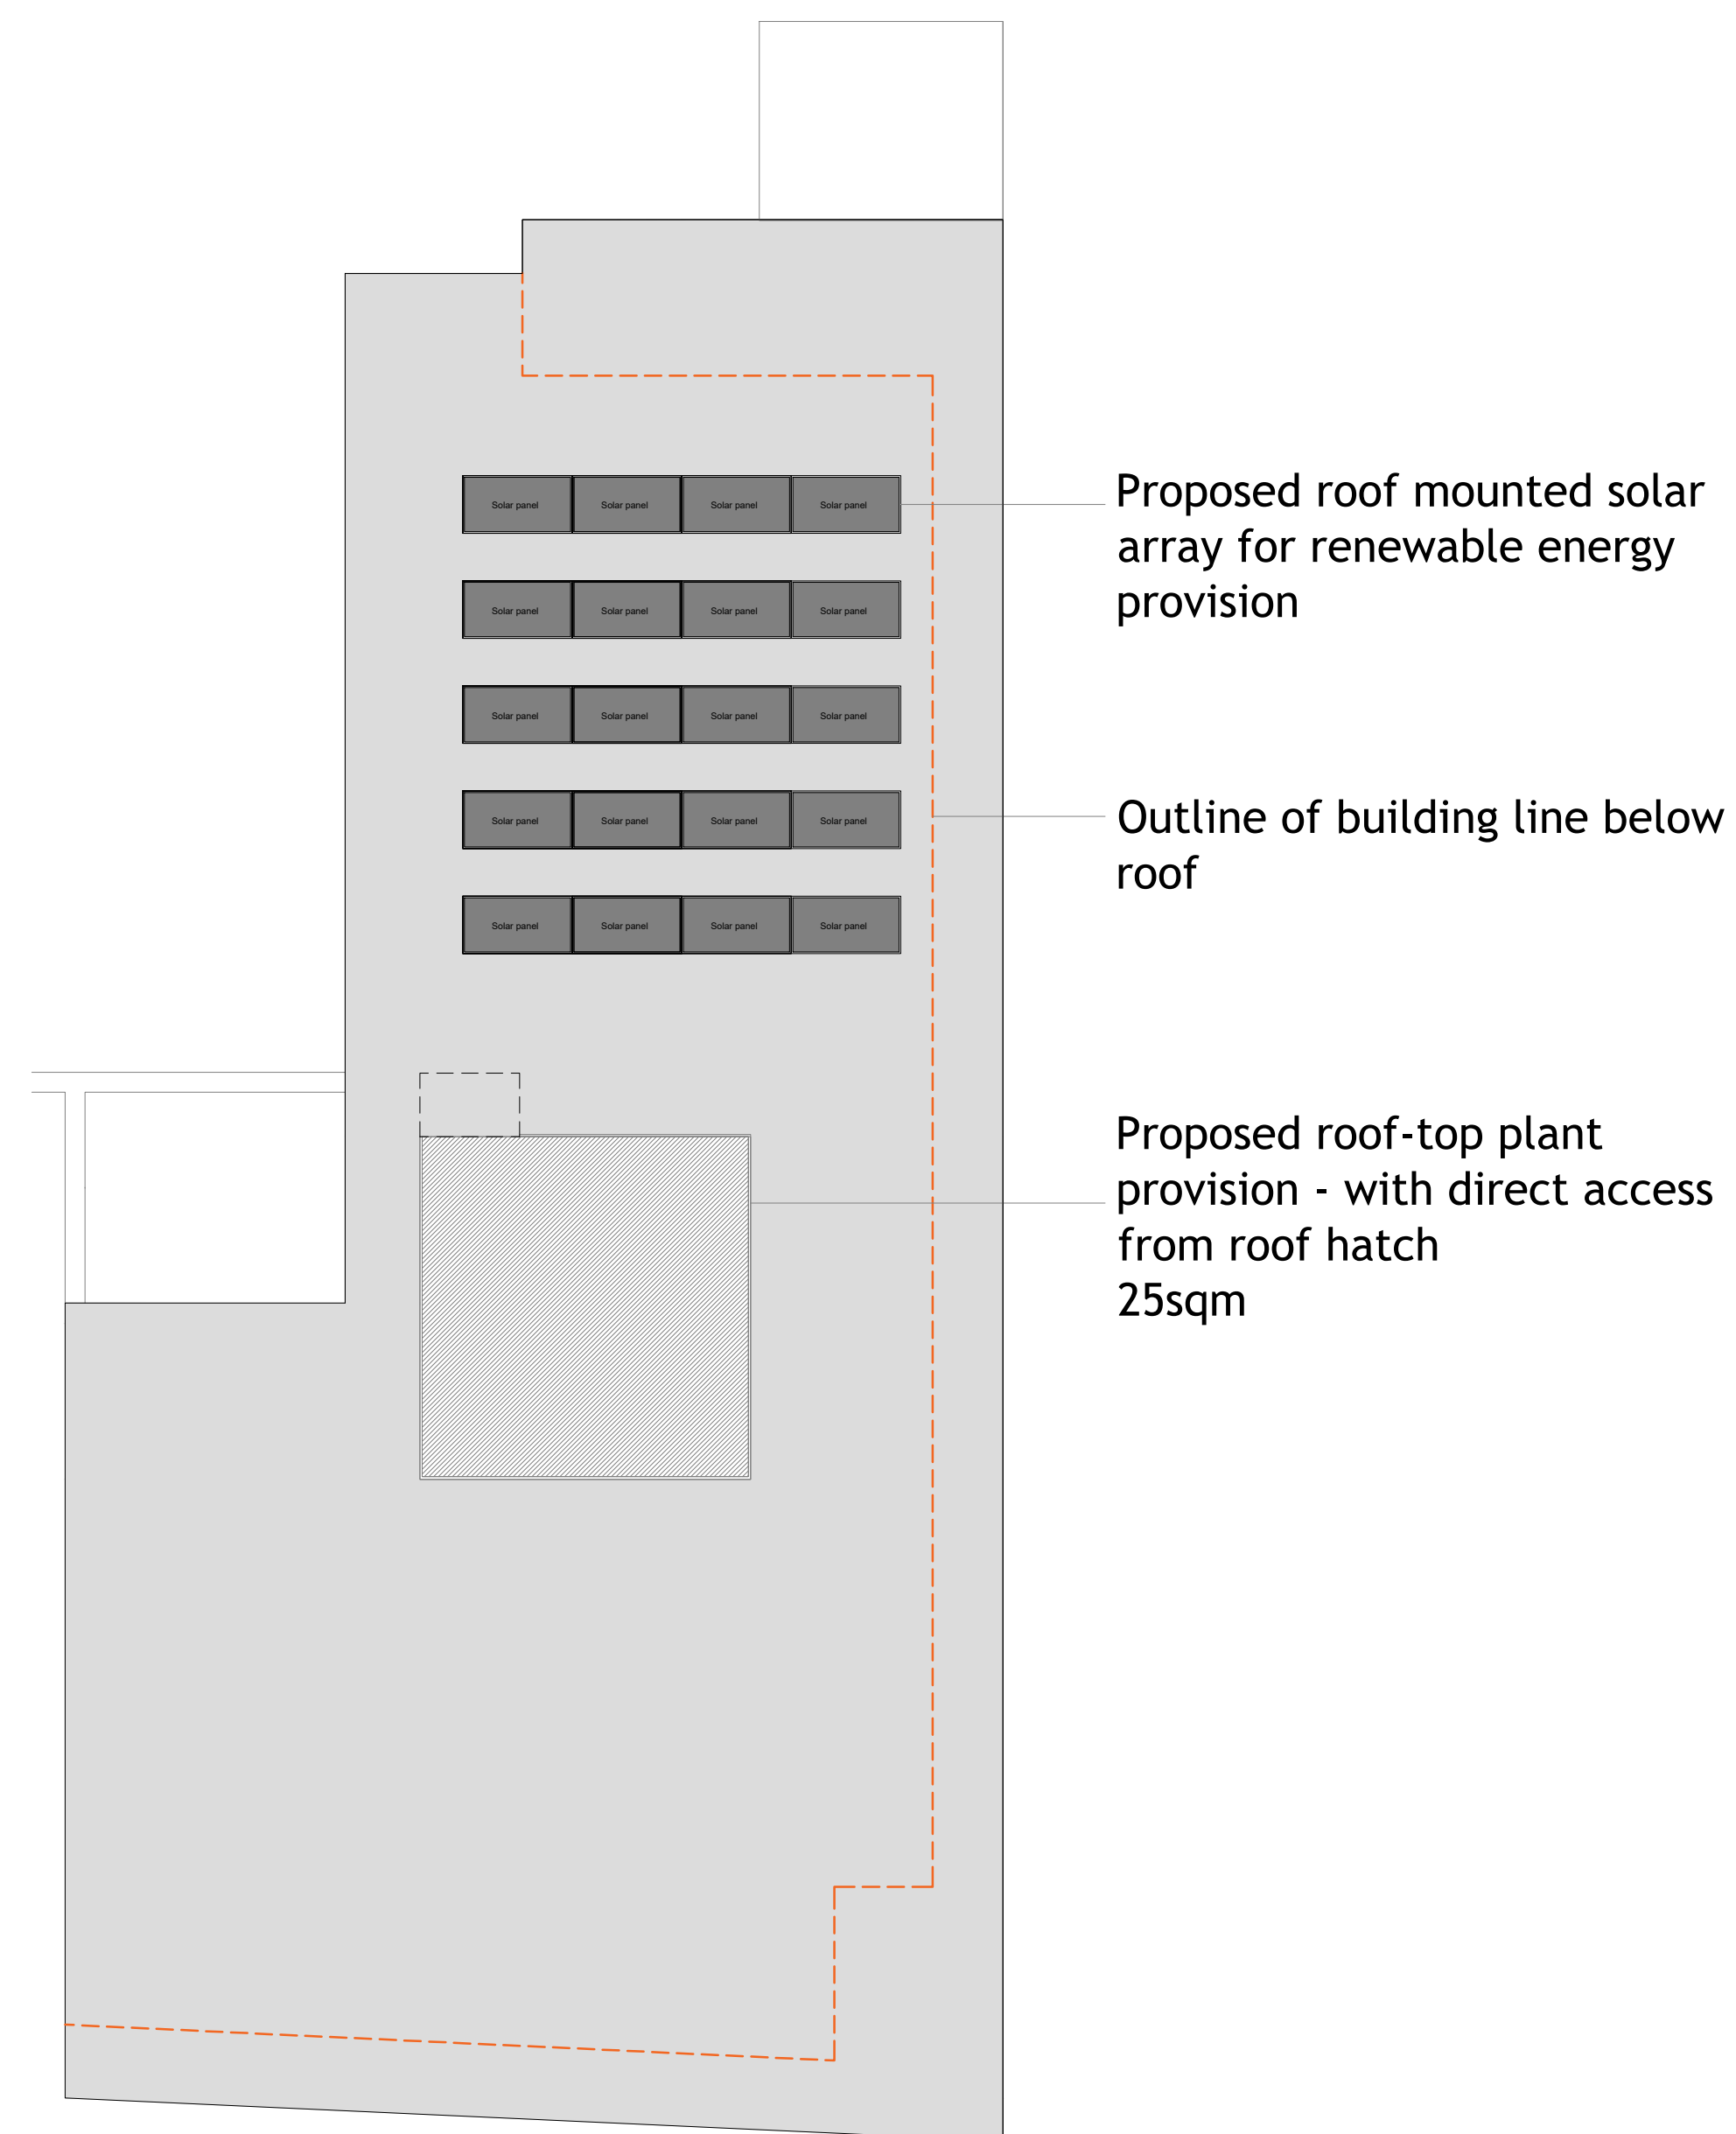 Solar panel Solar panel Solar panel Solar panel
Proposed roof mounted solar
array for renewable energy
provision
Solar panel Solar panel Solar panel Solar panel
Solar panel Solar panel Solar panel Solar panel
Solar panel Solar panel Solar panel Solar panel
Outline of building line below
roof
Solar panel Solar panel Solar panel Solar panel
Proposed roof-top plant
provision - with direct access
from roof hatch
25sqm